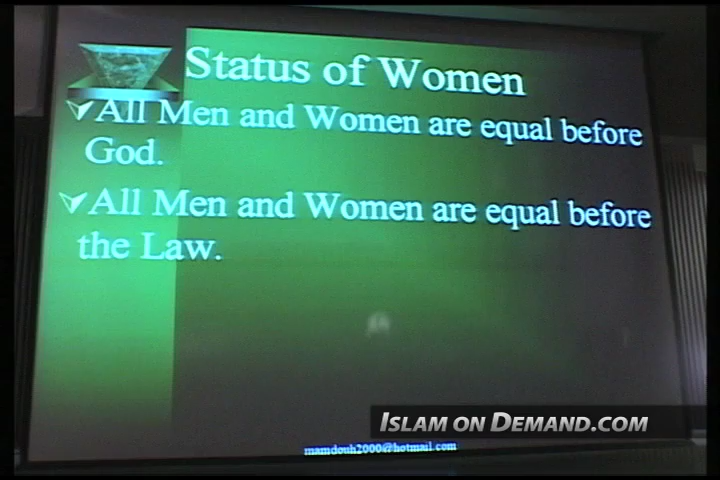 Status of Women
All Men and Women are equal before
God.
All Men and Women are equal before
the Law.
ISLAM ON DEMAND.COM
mamdouh2000@hotmail.com